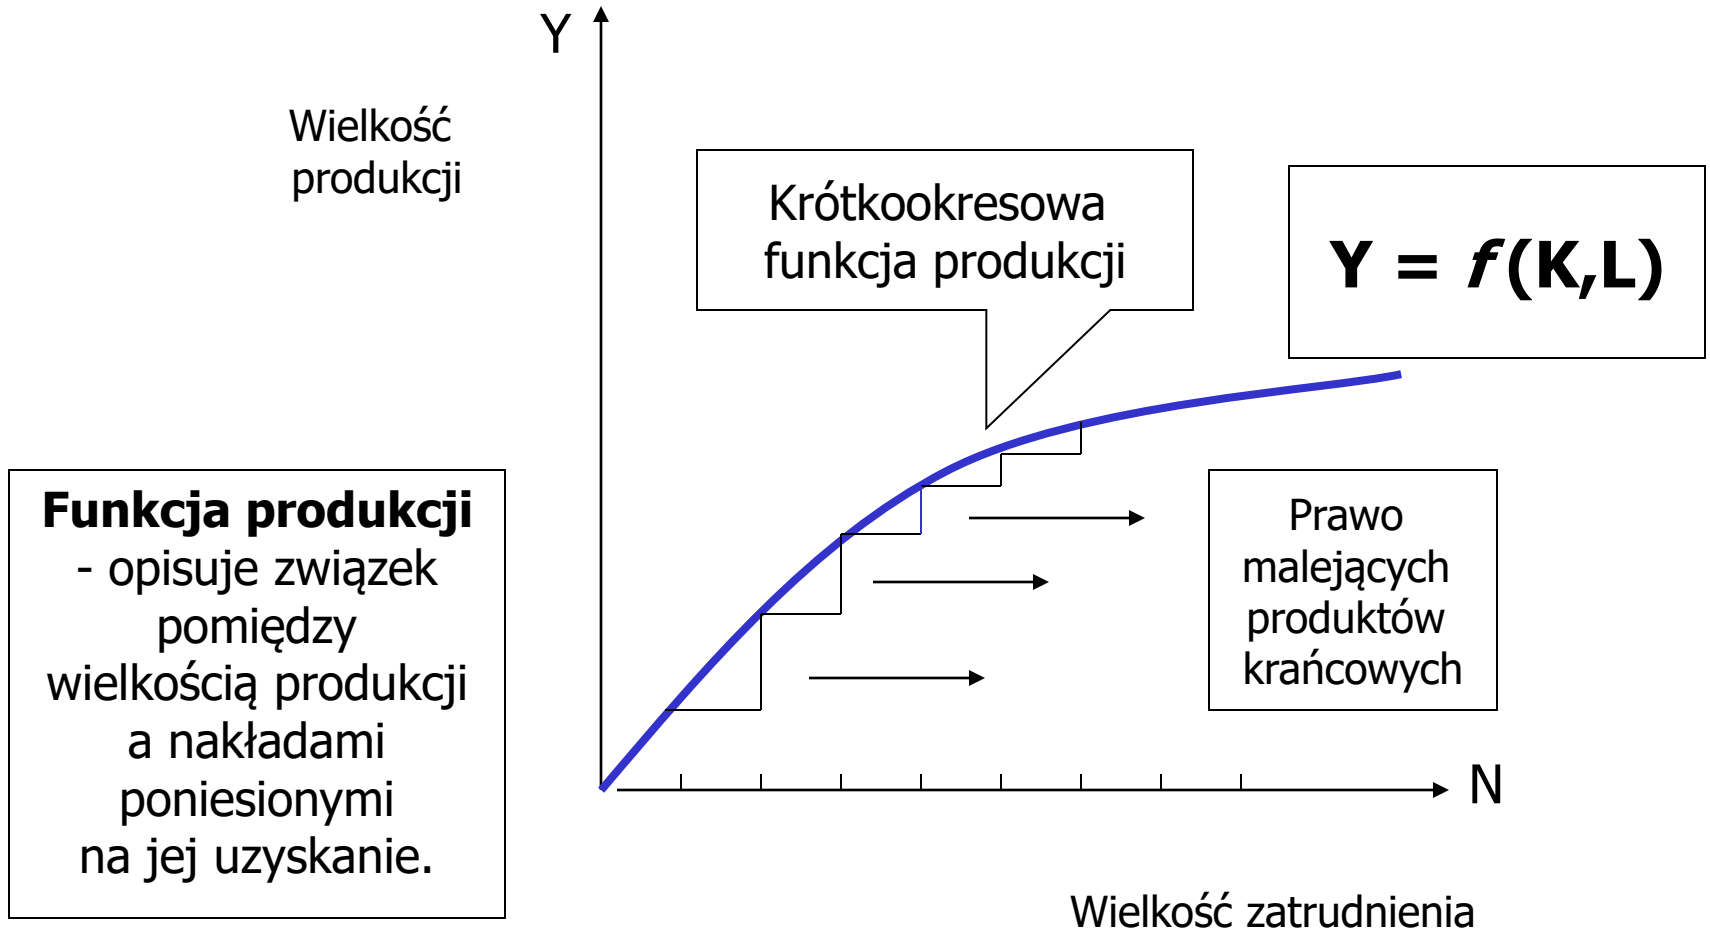 Y
Wielkość
produkcji
Krótkookresowa
funkcja produkcji
Y = f(K,L)
Funkcja produkcji
- opisuje związek
pomiędzy
wielkością produkcji
a nakładami
poniesionymi
na jej uzyskanie.
Prawo
malejących
produktów
krańcowych
N
Wielkość zatrudnienia